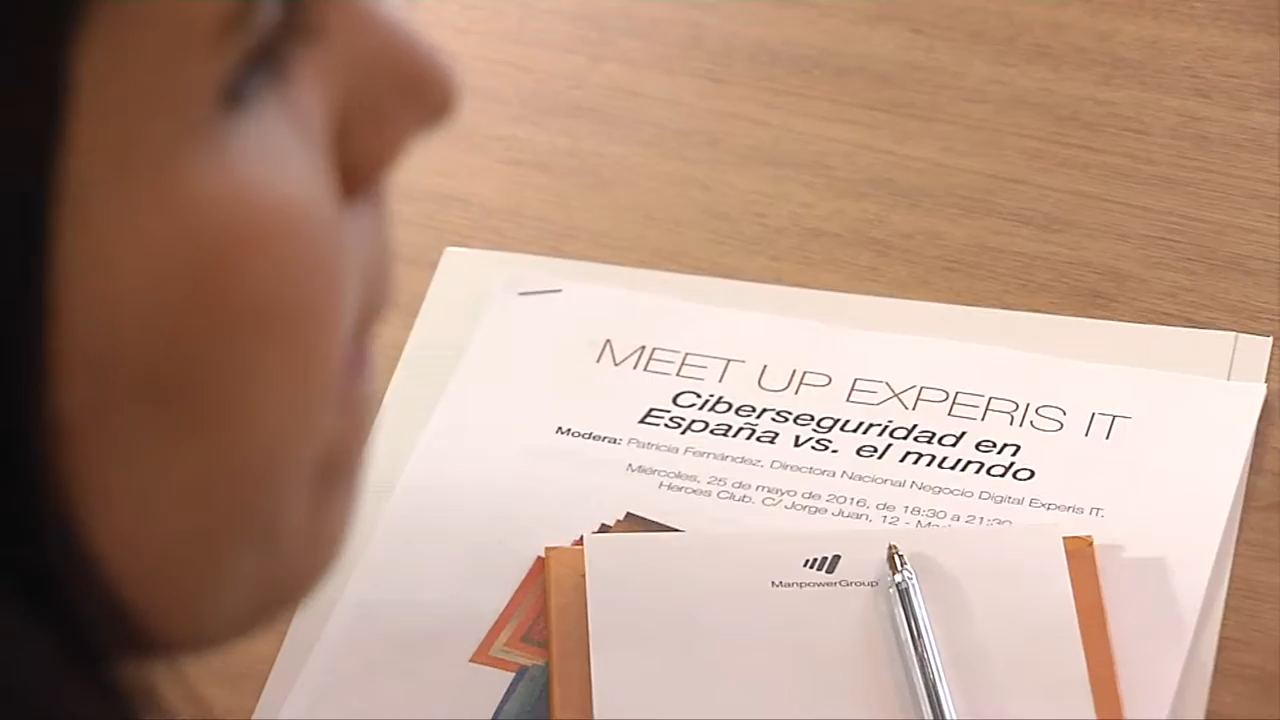 MEET UP EXPERIS IT
Ciberseguridad en
España vs. el mundo
Modera: Patricia Fernández, Directora Nacional Negocio Digital Experis IT.
Miércoles, 25 de mayo de 2016, de 18:30 a 21:30
Heroes Club. C/ Jorge Juan, 12 -
ManpowerGroup